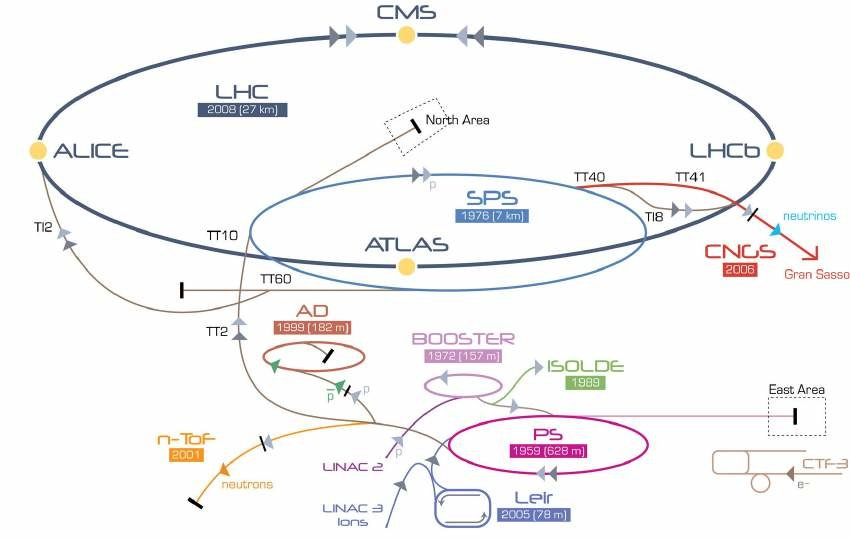 CMS
LHC
2008 (27 km)
North Area
ALICE
LHCb
TT40
TT41
SPS
1976 (7 km)
p
TI8
TI2
TT10
ATLAS
neutrinos
CNGS
2006
Gran Sasso
TT60
AD
1999 (182 m)
TT2
BOOSTER
1972 (157 m)
ISOLDE
1989
p
p
East Area
n-ToF
2001
PS
1959 (628 m)
p
LINAC 2
neutrons
CTF-3
e-
LINAC 3
Ions
LeIr
2005 (78 m)